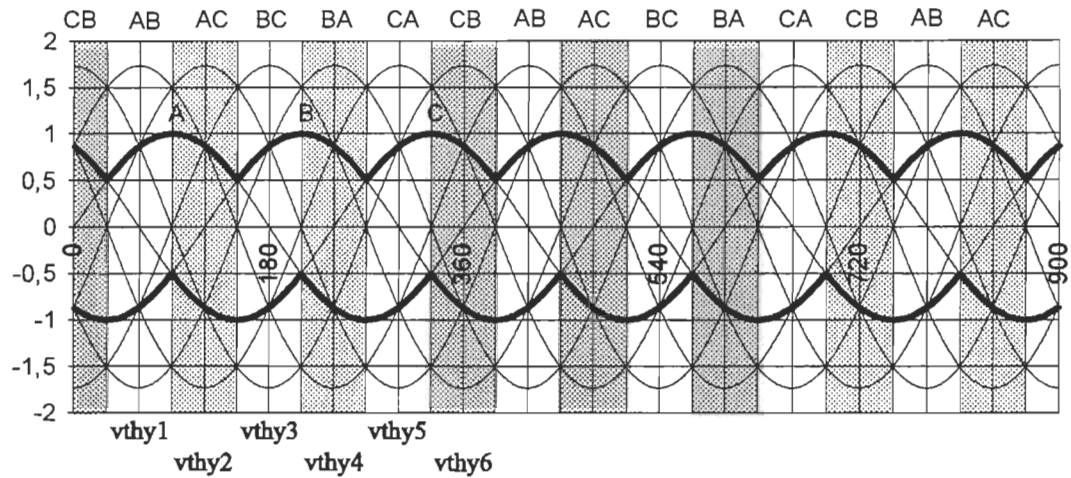 CB AB AC BC BA CA CB AB AC BC BA CA CB AB AC
2
1,5
A B C
1
0,5
0
0 180 360 540 720 900
-0,5
-1
-1,5
-2
vthy1 vthy3 vthy5
vthy2 vthy4 vthy6